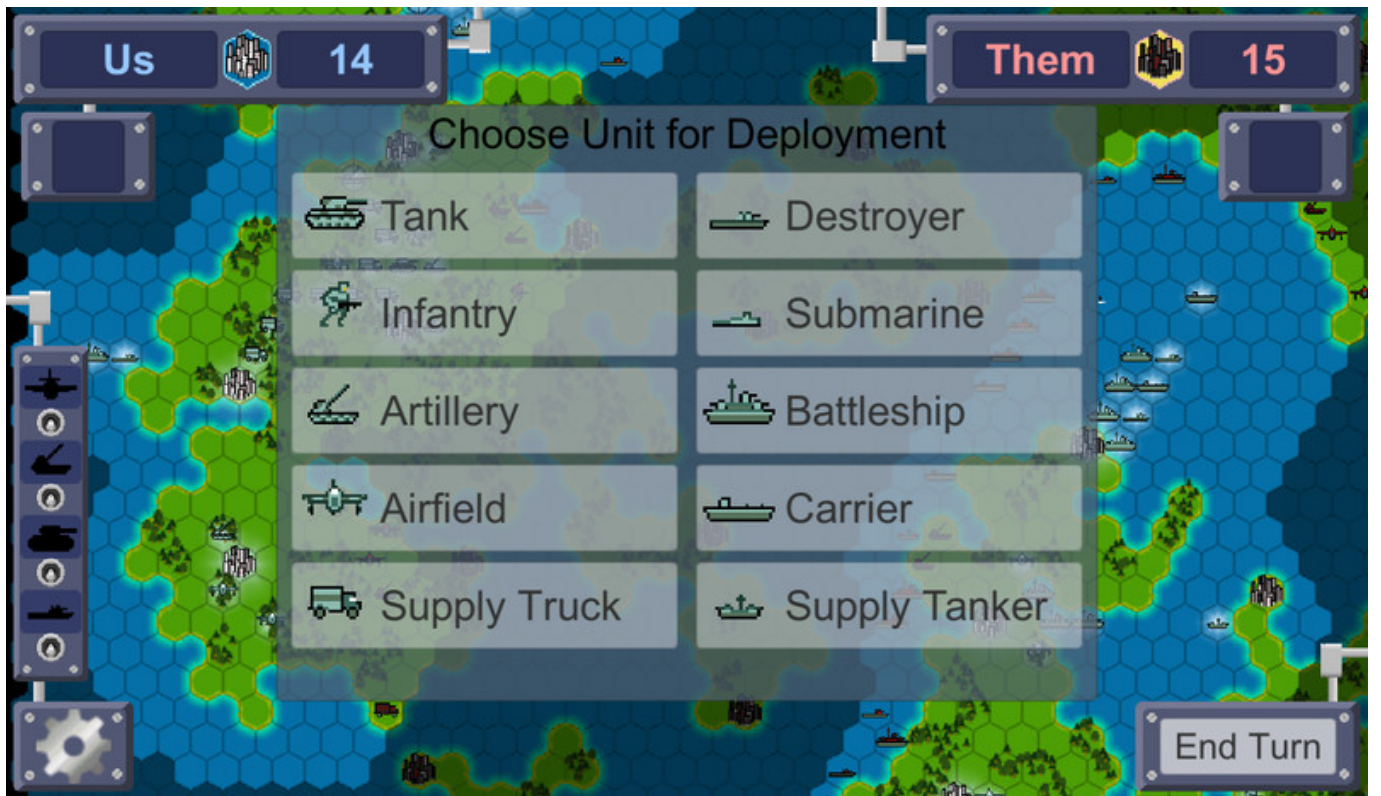 Us 14
Them 15
Choose Unit for Deployment
Tank
Destroyer
Infantry
Submarine
Artillery
Battleship
Airfield
Carrier
Supply Truck
Supply Tanker
End Turn